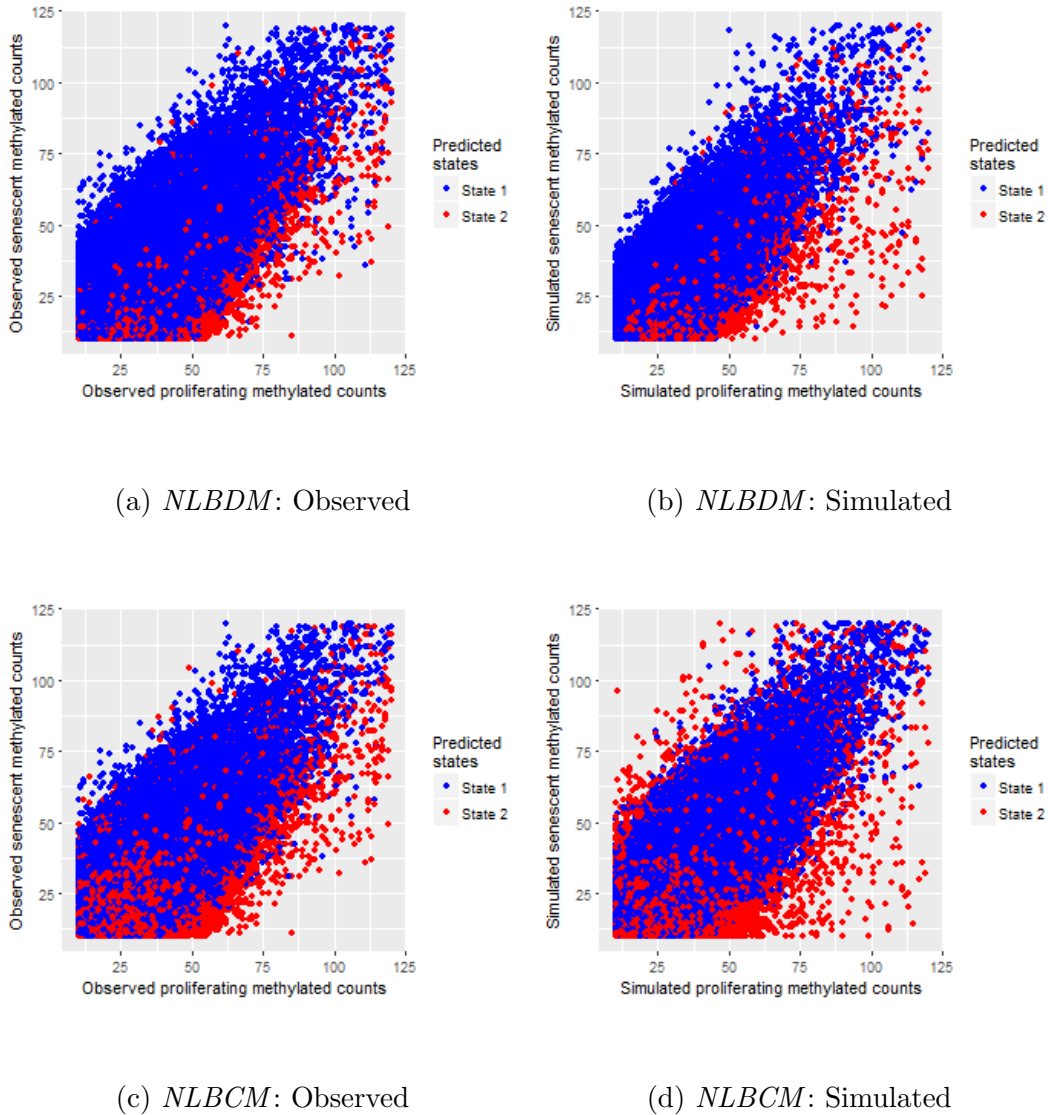 125
100
75
50
25
Observed senescent methylated counts
25 50 75 100 125
Observed proliferating methylated counts
Predicted
states
State 1
State 2
(a) NLBDM: Observed
125
100
75
50
25
Simulated senescent methylated counts
25 50 75 100 125
Simulated proliferating methylated counts
Predicted
states
State 1
State 2
(b) NLBDM: Simulated
125
100
75
50
25
Observed senescent methylated counts
25 50 75 100 125
Observed proliferating methylated counts
Predicted
states
State 1
State 2
(c) NLBCM: Observed
125
100
75
50
25
Simulated senescent methylated counts
25 50 75 100 125
Simulated proliferating methylated counts
Predicted
states
State 1
State 2
(d) NLBCM: Simulated